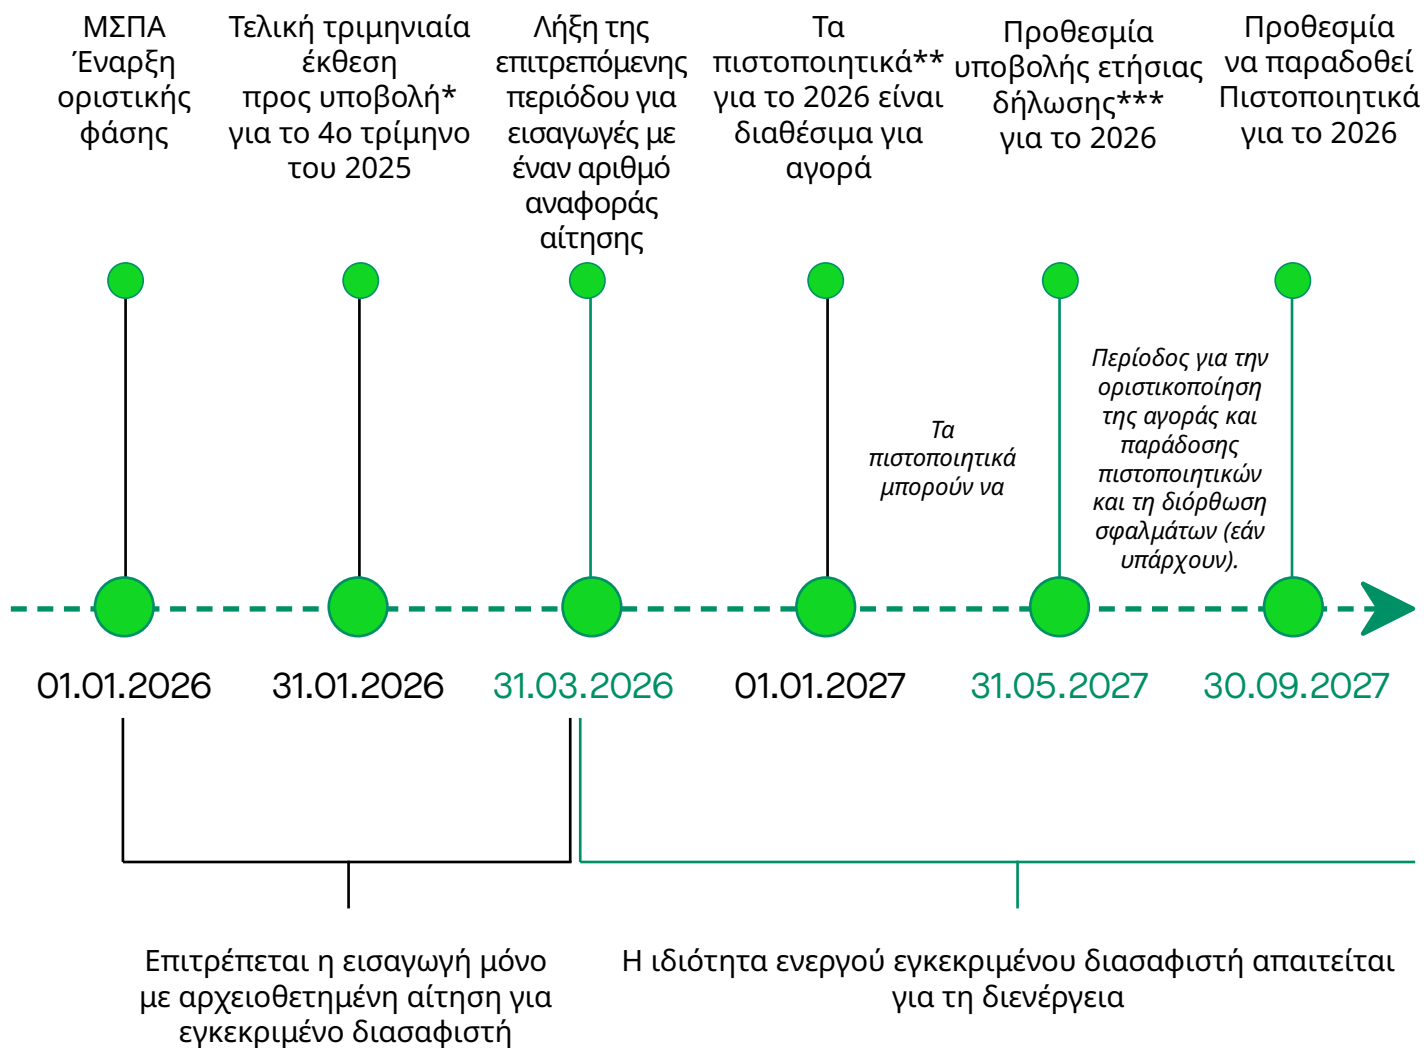 ΜΣΠΑ
Έναρξη
οριστικής
φάσης
Τελική τριμηνιαία
έκθεση
προς υποβολή*
για το 4ο τρίμηνο
του 2025
Λήξη της
επιτρεπόμενης
περιόδου για
εισαγωγές με
έναν αριθμό
αναφοράς
αίτησης
Τα
πιστοποιητικά**
για το 2026 είναι
διαθέσιμα για
αγορά
Προθεσμία
υποβολής ετήσιας
δήλωσης***
για το 2026
Προθεσμία
να παραδοθεί
Πιστοποιητικά
για το 2026
Τα
πιστοποιητικά
μπορούν να
Περίοδος για την
οριστικοποίηση
της αγοράς και
παράδοσης
πιστοποιητικών
και τη διόρθωση
σφαλμάτων (εάν
υπάρχουν).
01.01.2026
31.01.2026
31.03.2026
01.01.2027
31.05.2027
30.09.2027
Επιτρέπεται η εισαγωγή μόνο
με αρχειοθετημένη αίτηση για
εγκεκριμένο διασαφιστή
Η ιδιότητα ενεργού εγκεκριμένου διασαφιστή απαιτείται
για τη διενέργεια